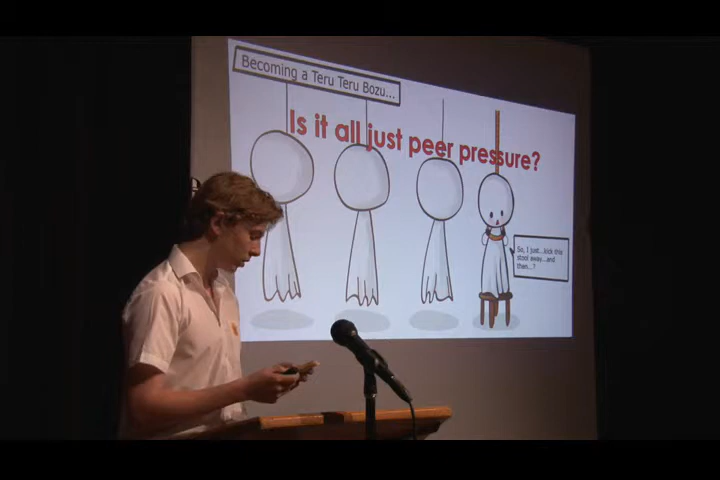 Becoming a Teru Teru Bozu...
Is it all just peer pressure?
So, I just...kick this
stool away...and
then...?